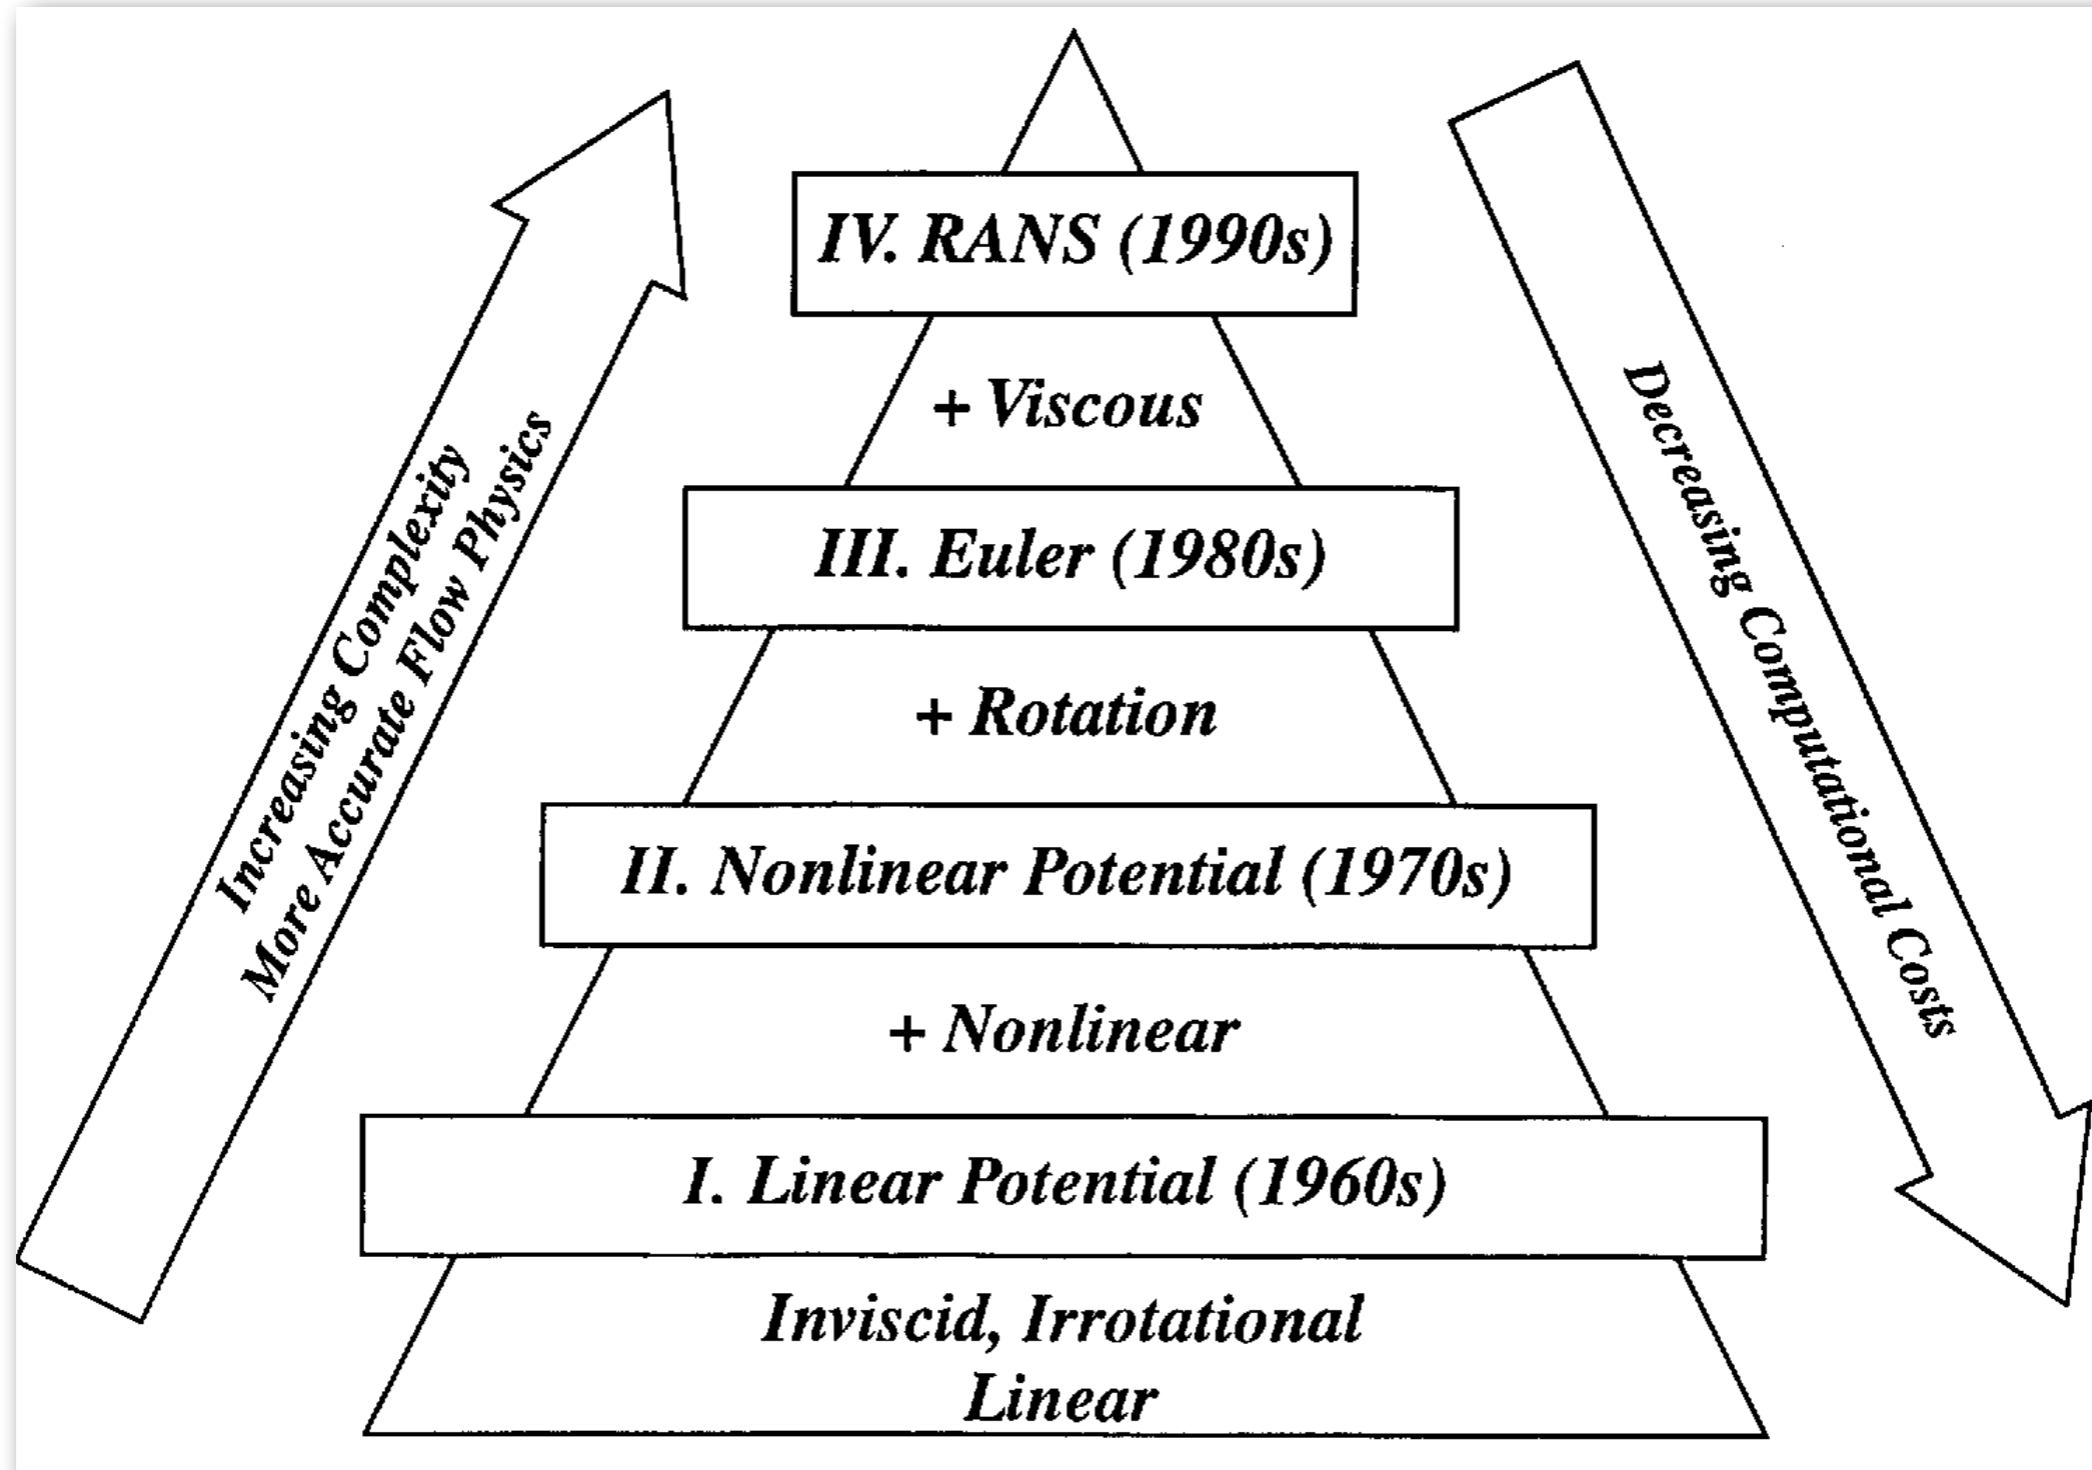 IV. RANS (1990s)
+ Viscous
III. Euler (1980s)
+ Rotation
II. Nonlinear Potential (1970s)
+ Nonlinear
I. Linear Potential (1960s)
Inviscid, Irrotational
Linear
Increasing Complexity
More Accurate Flow Physics
Decreasing Computational Costs